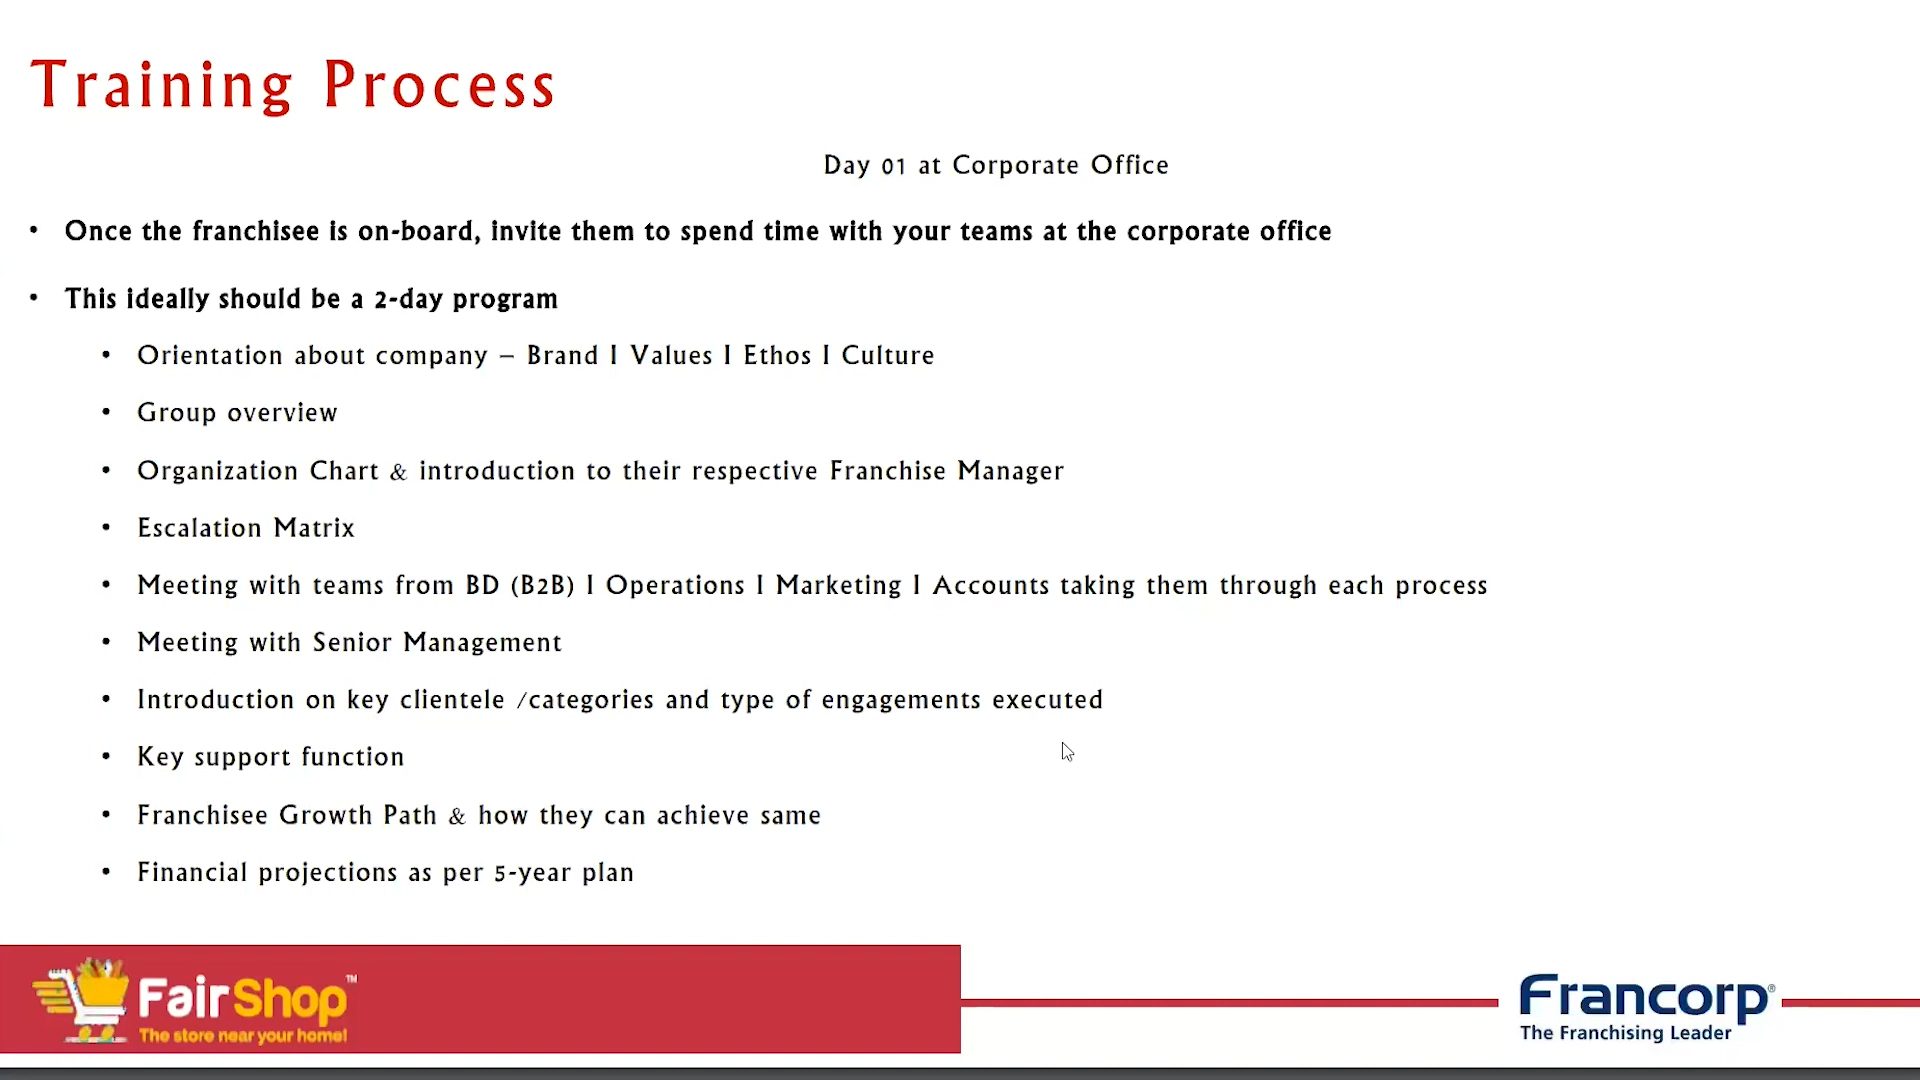 Training Process
Day 01 at Corporate Office
• Once the franchisee is on-board, invite them to spend time with your teams at the corporate office
• This ideally should be a 2-day program
• Orientation about company – Brand I Values I Ethos I Culture
• Group overview
• Organization Chart & introduction to their respective Franchise Manager
• Escalation Matrix
• Meeting with teams from BD (B2B) I Operations I Marketing I Accounts taking them through each process
• Meeting with Senior Management
• Introduction on key clientele /categories and type of engagements executed
• Key support function
• Franchisee Growth Path & how they can achieve same
• Financial projections as per 5-year plan
FairShop™
The store near your home!
Francorp®
The Franchising Leader